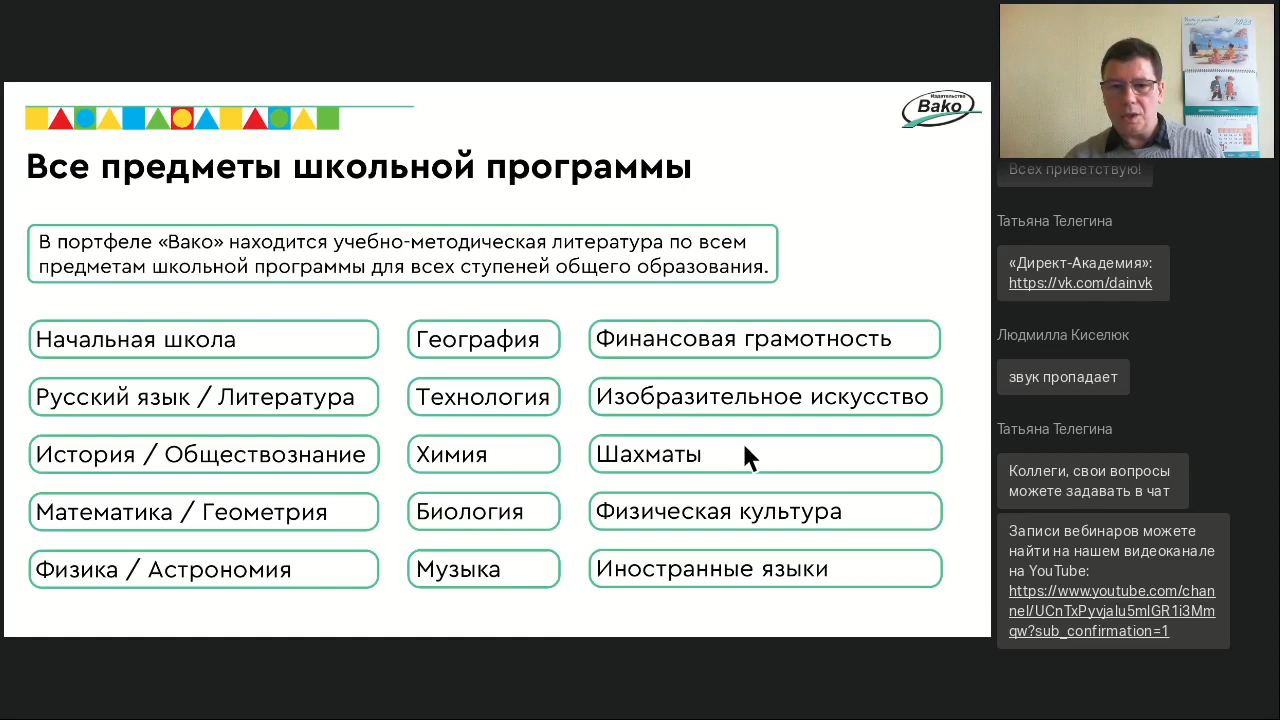 Издательство
Вако
Все предметы школьной программы
В портфеле «Вако» находится учебно-методическая литература по всем
предметам школьной программы для всех ступеней общего образования.
Начальная школа
География
Финансовая грамотность
Русский язык / Литература
Технология
Изобразительное искусство
История / Обществознание
Химия
Шахматы
Математика / Геометрия
Биология
Физическая культура
Физика / Астрономия
Музыка
Иностранные языки
2023
Всех приветствую!
Татьяна Телегина
«Директ-Академия»:
https://vk.com/dainvk
Людмилла Киселюк
звук пропадает
Татьяна Телегина
Коллеги, свои вопросы
можете задавать в чат
Записи вебинаров можете
найти на нашем видеоканале
на YouTube:
https://www.youtube.com/chan
nel/UCnTxPyvjalu5mlGR1i3Mm
qw?sub_confirmation=1